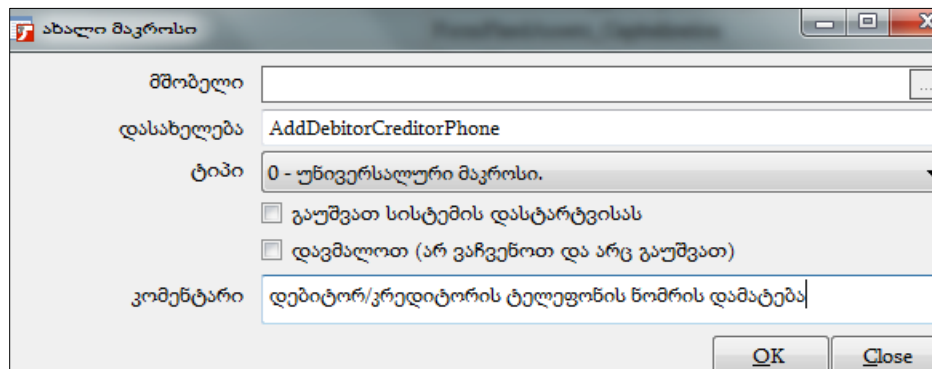 ახალი მაკროსი
მშობელი
...
დასახელება AddDebitorCreditorPhone
ტიპი 0 - უნივერსალური მაკროსი.
გაუშვათ სისტემის დასტარტვისას
დავმალოთ (არ ვაჩვენოთ და არც გაუშვათ)
კომენტარი დებიტორ/კრედიტორის ტელეფონის ნომრის დამატება
OK Close